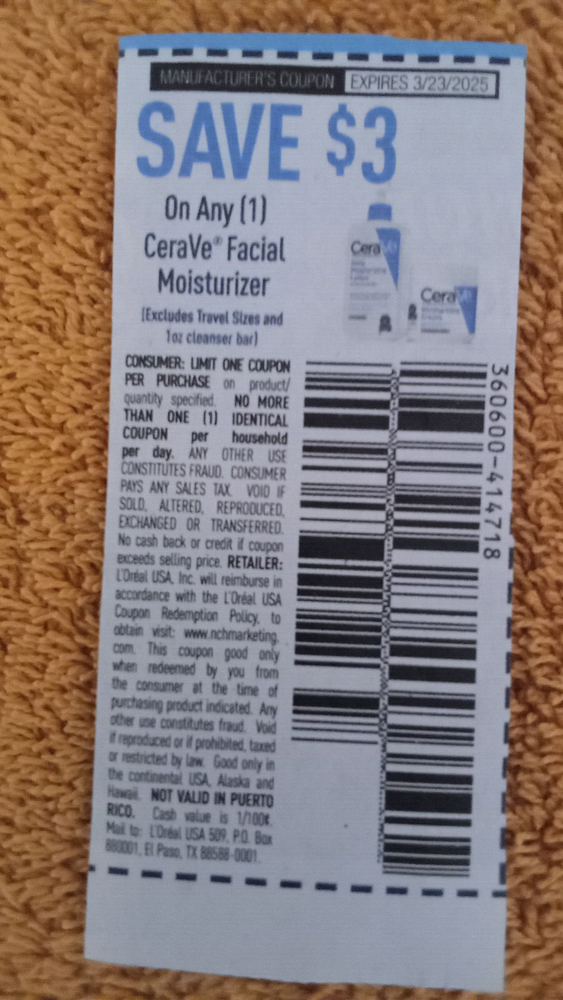 MANUFACTURER'S COUPON EXPIRES 3/23/2025
SAVE $3
On Any (1)
CeraVe® Facial
Moisturizer
(Excludes Travel Sizes and
1oz cleanser bar)
CeraVe
CeraVe
CONSUMER: LIMIT ONE COUPON
PER PURCHASE on product/
quantity specified. NO MORE
THAN ONE (1) IDENTICAL
COUPON per household
per day. ANY OTHER USE
CONSTITUTES FRAUD. CONSUMER
PAYS ANY SALES TAX. VOID IF
SOLD, ALTERED, REPRODUCED,
EXCHANGED OR TRANSFERRED.
No cash back or credit if coupon
exceeds selling price. RETAILER:
L'Oréal USA, Inc. will reimburse in
accordance with the L'Oréal USA
Coupon Redemption Policy, to
obtain visit: www.nchmarketing.
com. This coupon good only
when redeemed by you from
the consumer at the time of
purchasing product indicated. Any
other use constitutes fraud. Void
if reproduced or if prohibited, taxed
or restricted by law. Good only in
the continental USA, Alaska and
Hawaii. NOT VALID IN PUERTO
RICO. Cash value is 1/100¢.
Mail to: L'Oréal USA 509, P.O. Box
880001, El Paso, TX 88588-0001.
360600-414718